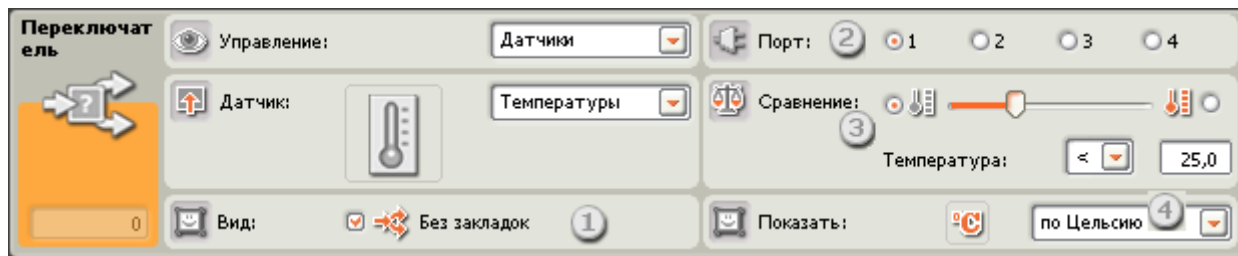 Переключат
ель
Управление: Датчики
Порт: 2 1 2 3 4
Датчик: Температуры
Сравнение:
3
Температура: < 25,0
0
Вид: Без закладок 1
Показать: °C по Цельсию 4